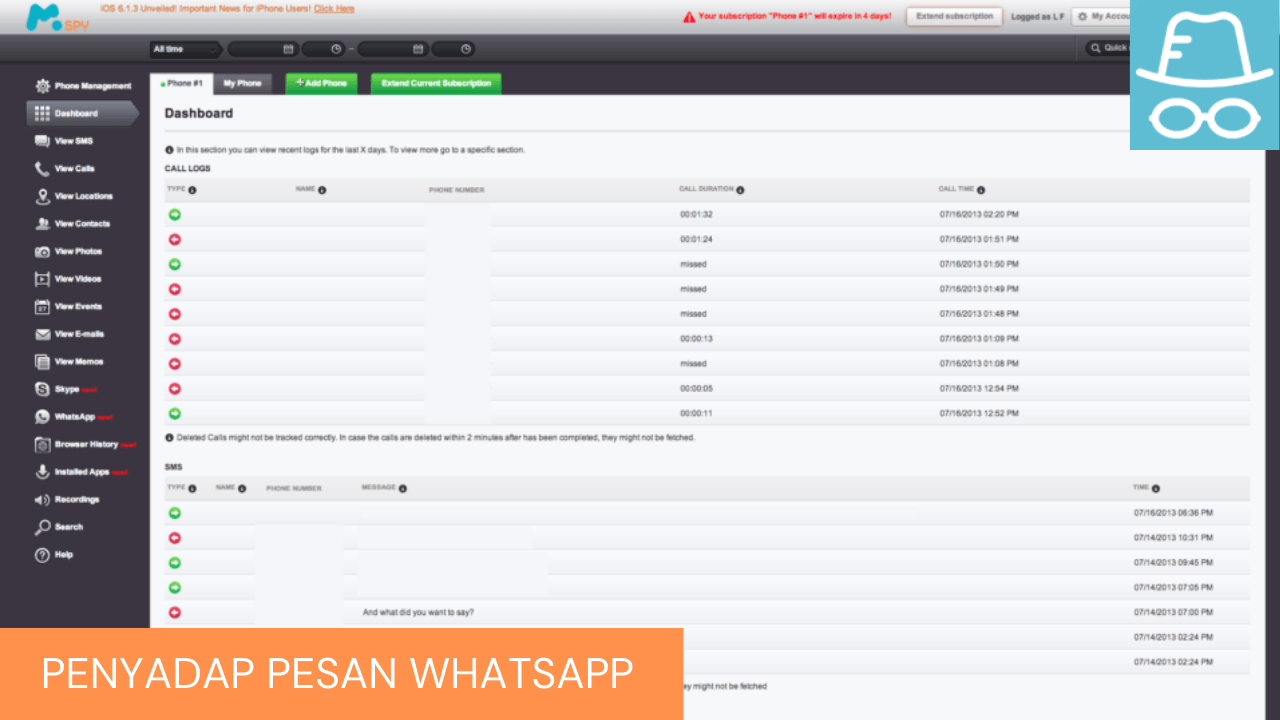 iOS 6.1.3 Unveiled! Important News for iPhone Users! Click Here
Your subscription "Phone #1" will expire in 4 days!
Extend subscription
Logged as L F
My Accou
SPY
All time
–
Quick
Phone Management
Dashboard
View SMS
View Calls
View Locations
View Contacts
View Photos
View Videos
View Events
View E-mails
View Memos
Skype new!
WhatsApp new!
Browser History new!
Installed Apps new!
Recordings
Search
Help
Phone #1
My Phone
+Add Phone
Extend Current Subscription
Dashboard
In this section you can view recent logs for the last X days. To view more go to a specific section.
CALL LOGS
TYPE NAME PHONE NUMBER CALL DURATION CALL TIME
00:01:32 07/16/2013 02:20 PM
00:01:24 07/16/2013 01:51 PM
missed 07/16/2013 01:50 PM
missed 07/16/2013 01:49 PM
missed 07/16/2013 01:48 PM
00:00:13 07/16/2013 01:09 PM
missed 07/16/2013 01:08 PM
00:00:05 07/16/2013 12:54 PM
00:00:11 07/16/2013 12:52 PM
Deleted Calls might not be tracked correctly. In case the calls are deleted within 2 minutes after has been completed, they might not be fetched.
SMS
TYPE NAME PHONE NUMBER MESSAGE TIME
07/16/2013 06:36 PM
07/14/2013 10:31 PM
07/14/2013 09:45 PM
07/14/2013 07:05 PM
And what did you want to say? 07/14/2013 07:00 PM
07/14/2013 02:24 PM
07/14/2013 02:24 PM
ey might not be fetched
PENYADAP PESAN WHATSAPP